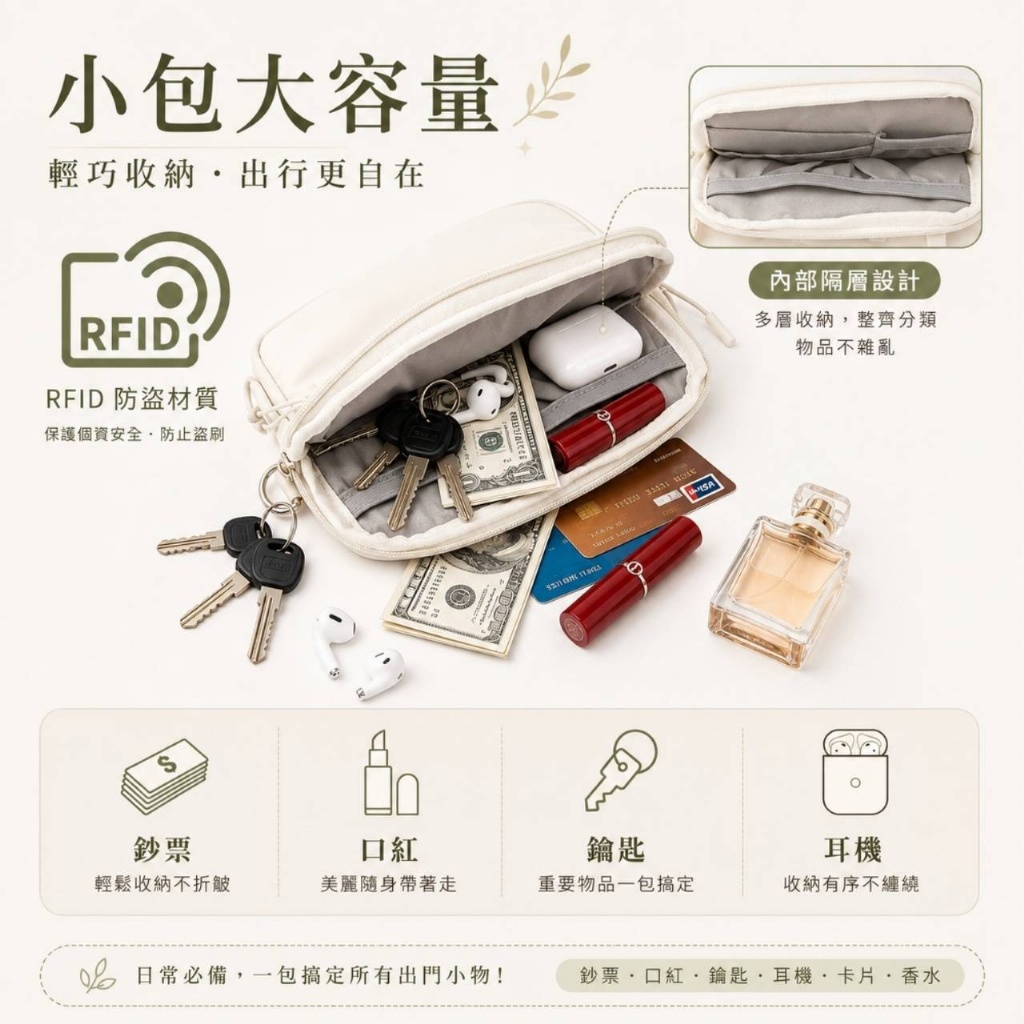 小包大容量
輕巧收納・出行更自在
RFID
RFID 防盜材質
保護個資安全・防止盜刷
內部隔層設計
多層收納，整齊分類
物品不雜亂
VISA
100
鈔票
輕鬆收納不折皺
口紅
美麗隨身帶著走
鑰匙
重要物品一包搞定
耳機
收納有序不纏繞
日常必備，一包搞定所有出門小物！
鈔票・口紅・鑰匙・耳機・卡片・香水